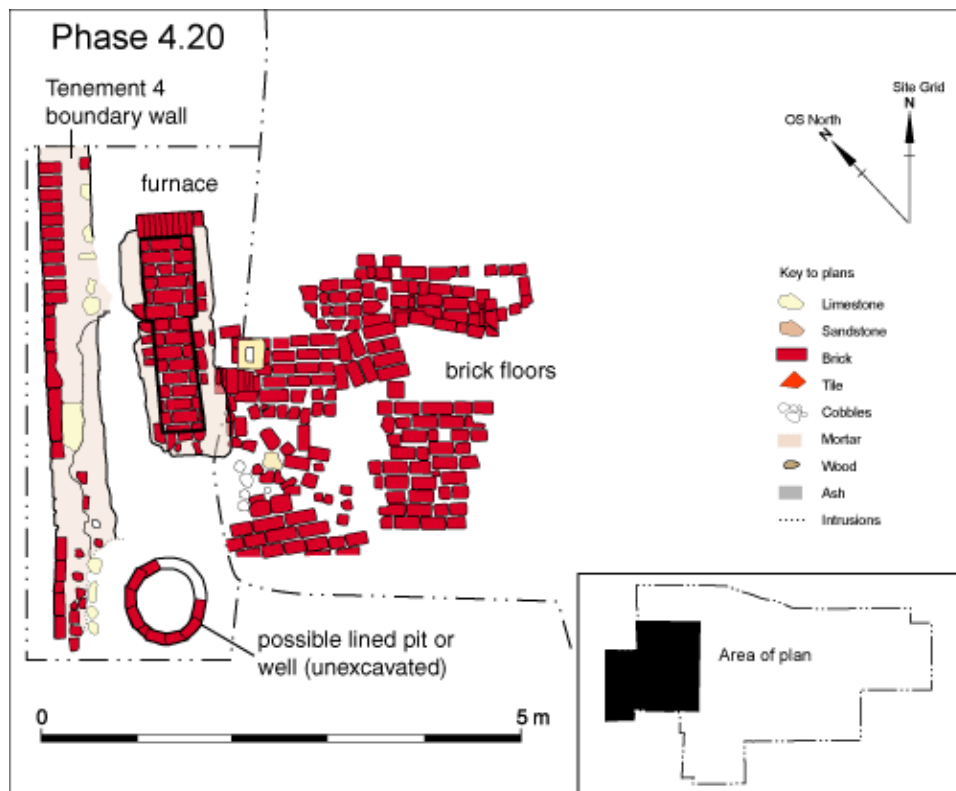 Phase 4.20
Tenement 4
boundary wall
furnace
Site Grid
N
OS North
N
Key to plans
Limestone
Sandstone
Brick
Tile
Cobbles
Mortar
Wood
Ash
Intrusions
brick floors
possible lined pit or
well (unexcavated)
0
5 m
Area of plan